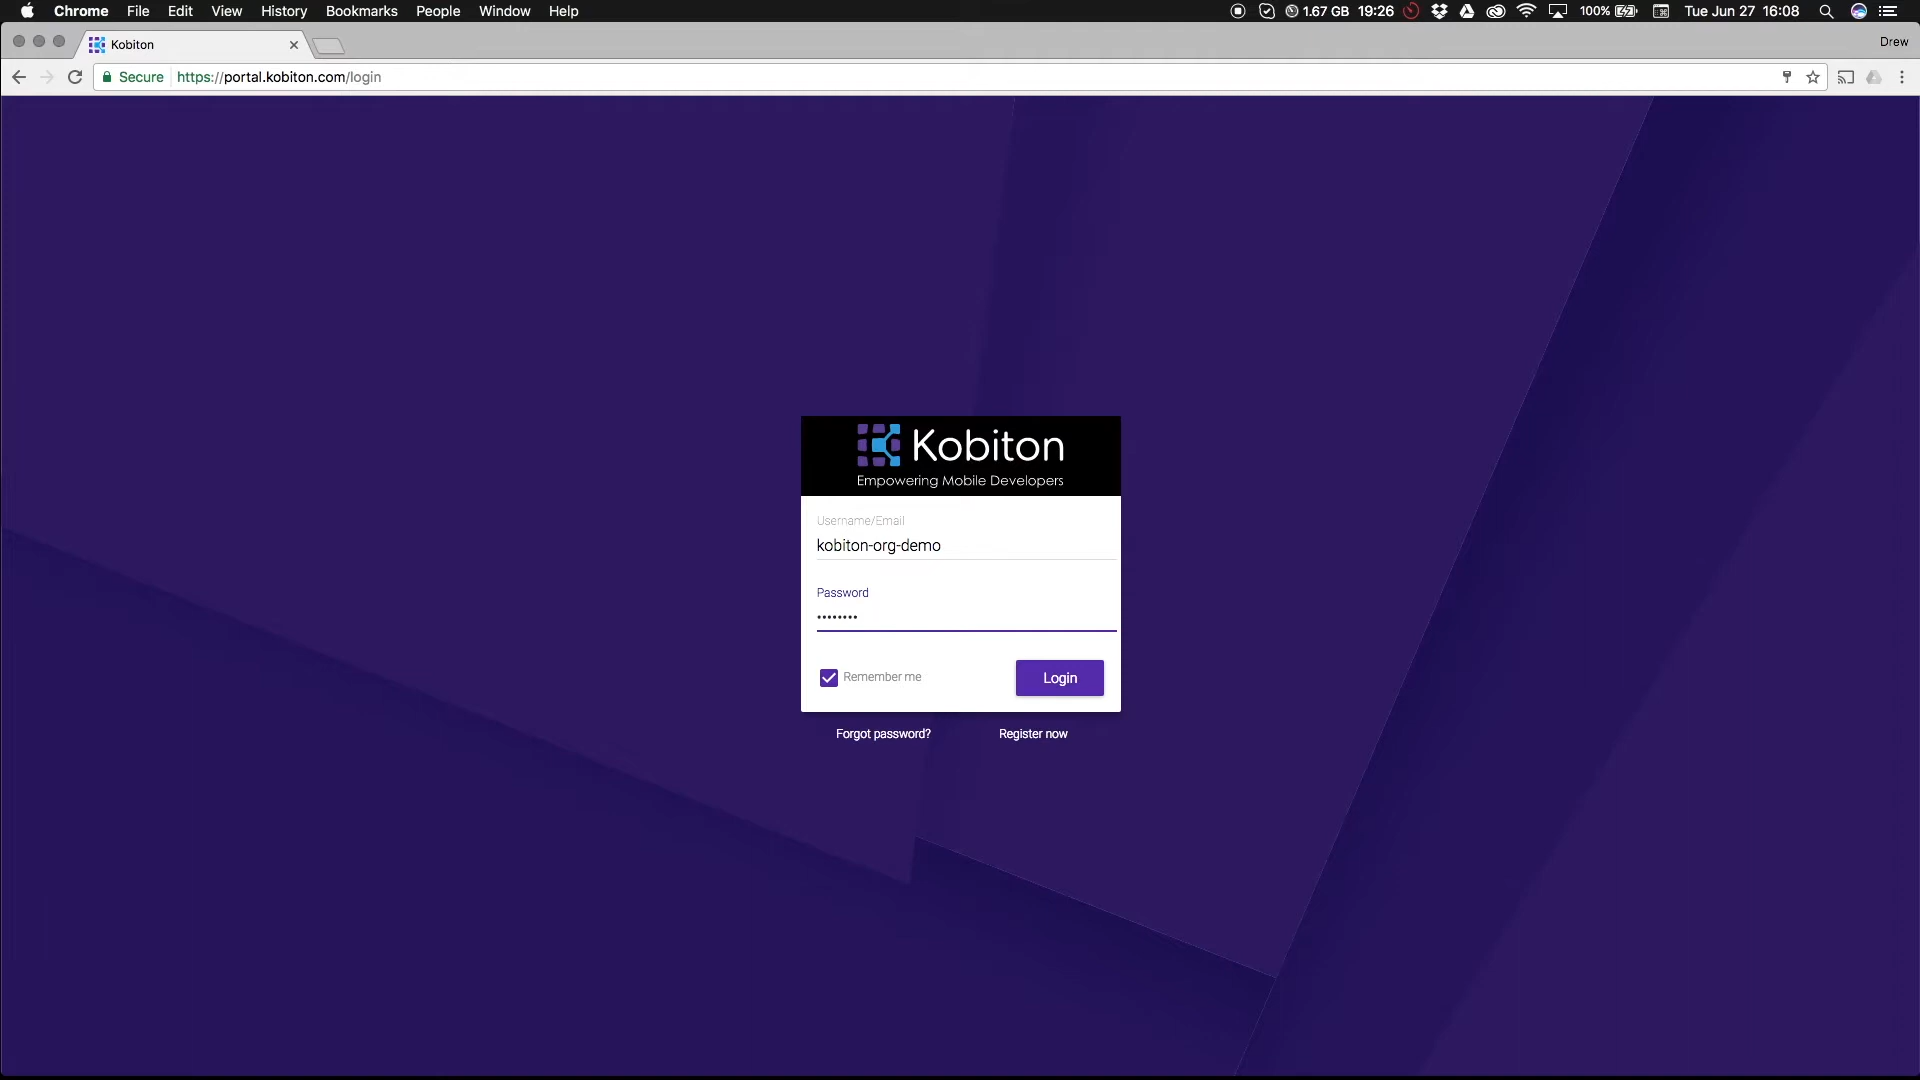 Chrome File Edit View History Bookmarks People Window Help 1.67 GB 19:26 100% Tue Jun 27 16:08
Kobiton Drew
Secure https://portal.kobiton.com/login
Kobiton
Empowering Mobile Developers
Username/Email
kobiton-org-demo
Password
••••••••
Remember me Login
Forgot password? Register now